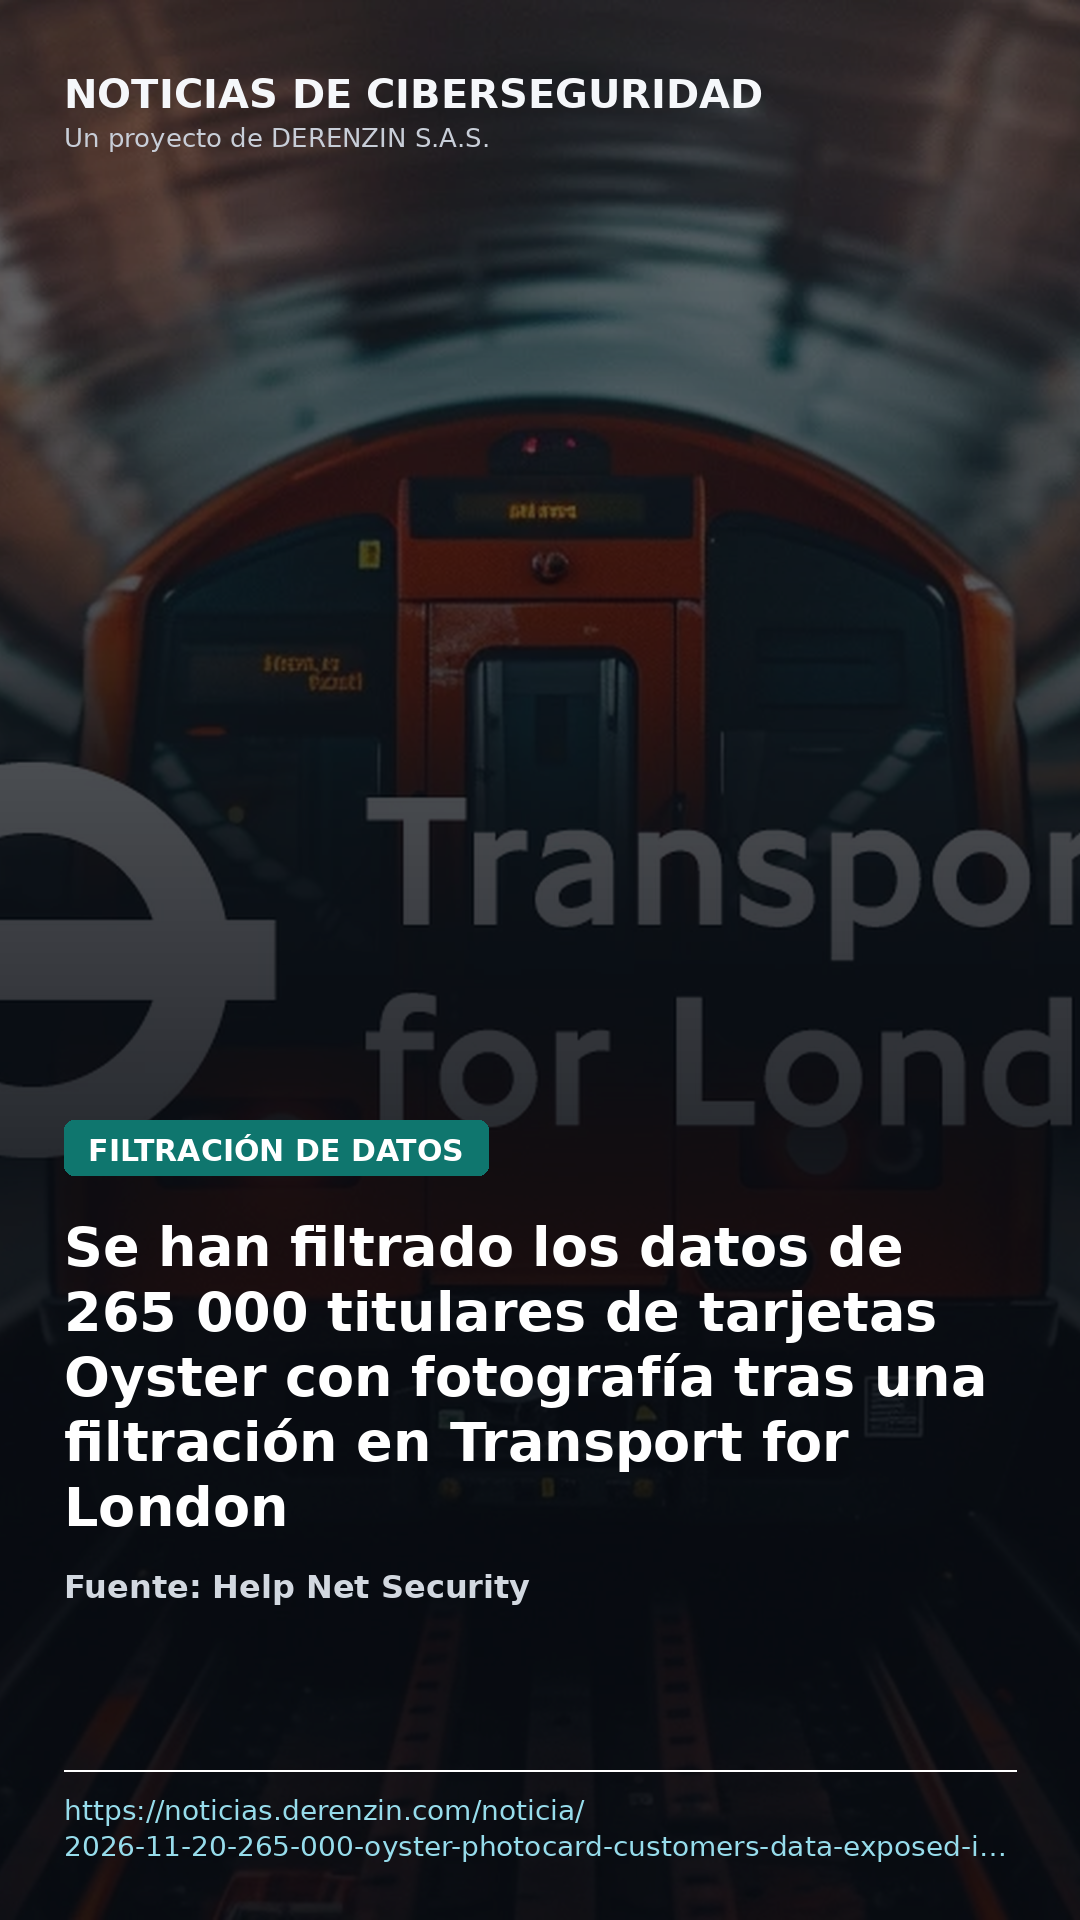 NOTICIAS DE CIBERSEGURIDAD
Un proyecto de DERENZIN S.A.S.
Transpor
for Lond
FILTRACIÓN DE DATOS
Se han filtrado los datos de
265 000 titulares de tarjetas
Oyster con fotografía tras una
filtración en Transport for
London
Fuente: Help Net Security
https://noticias.derenzin.com/noticia/
2026-11-20-265-000-oyster-photocard-customers-data-exposed-i…